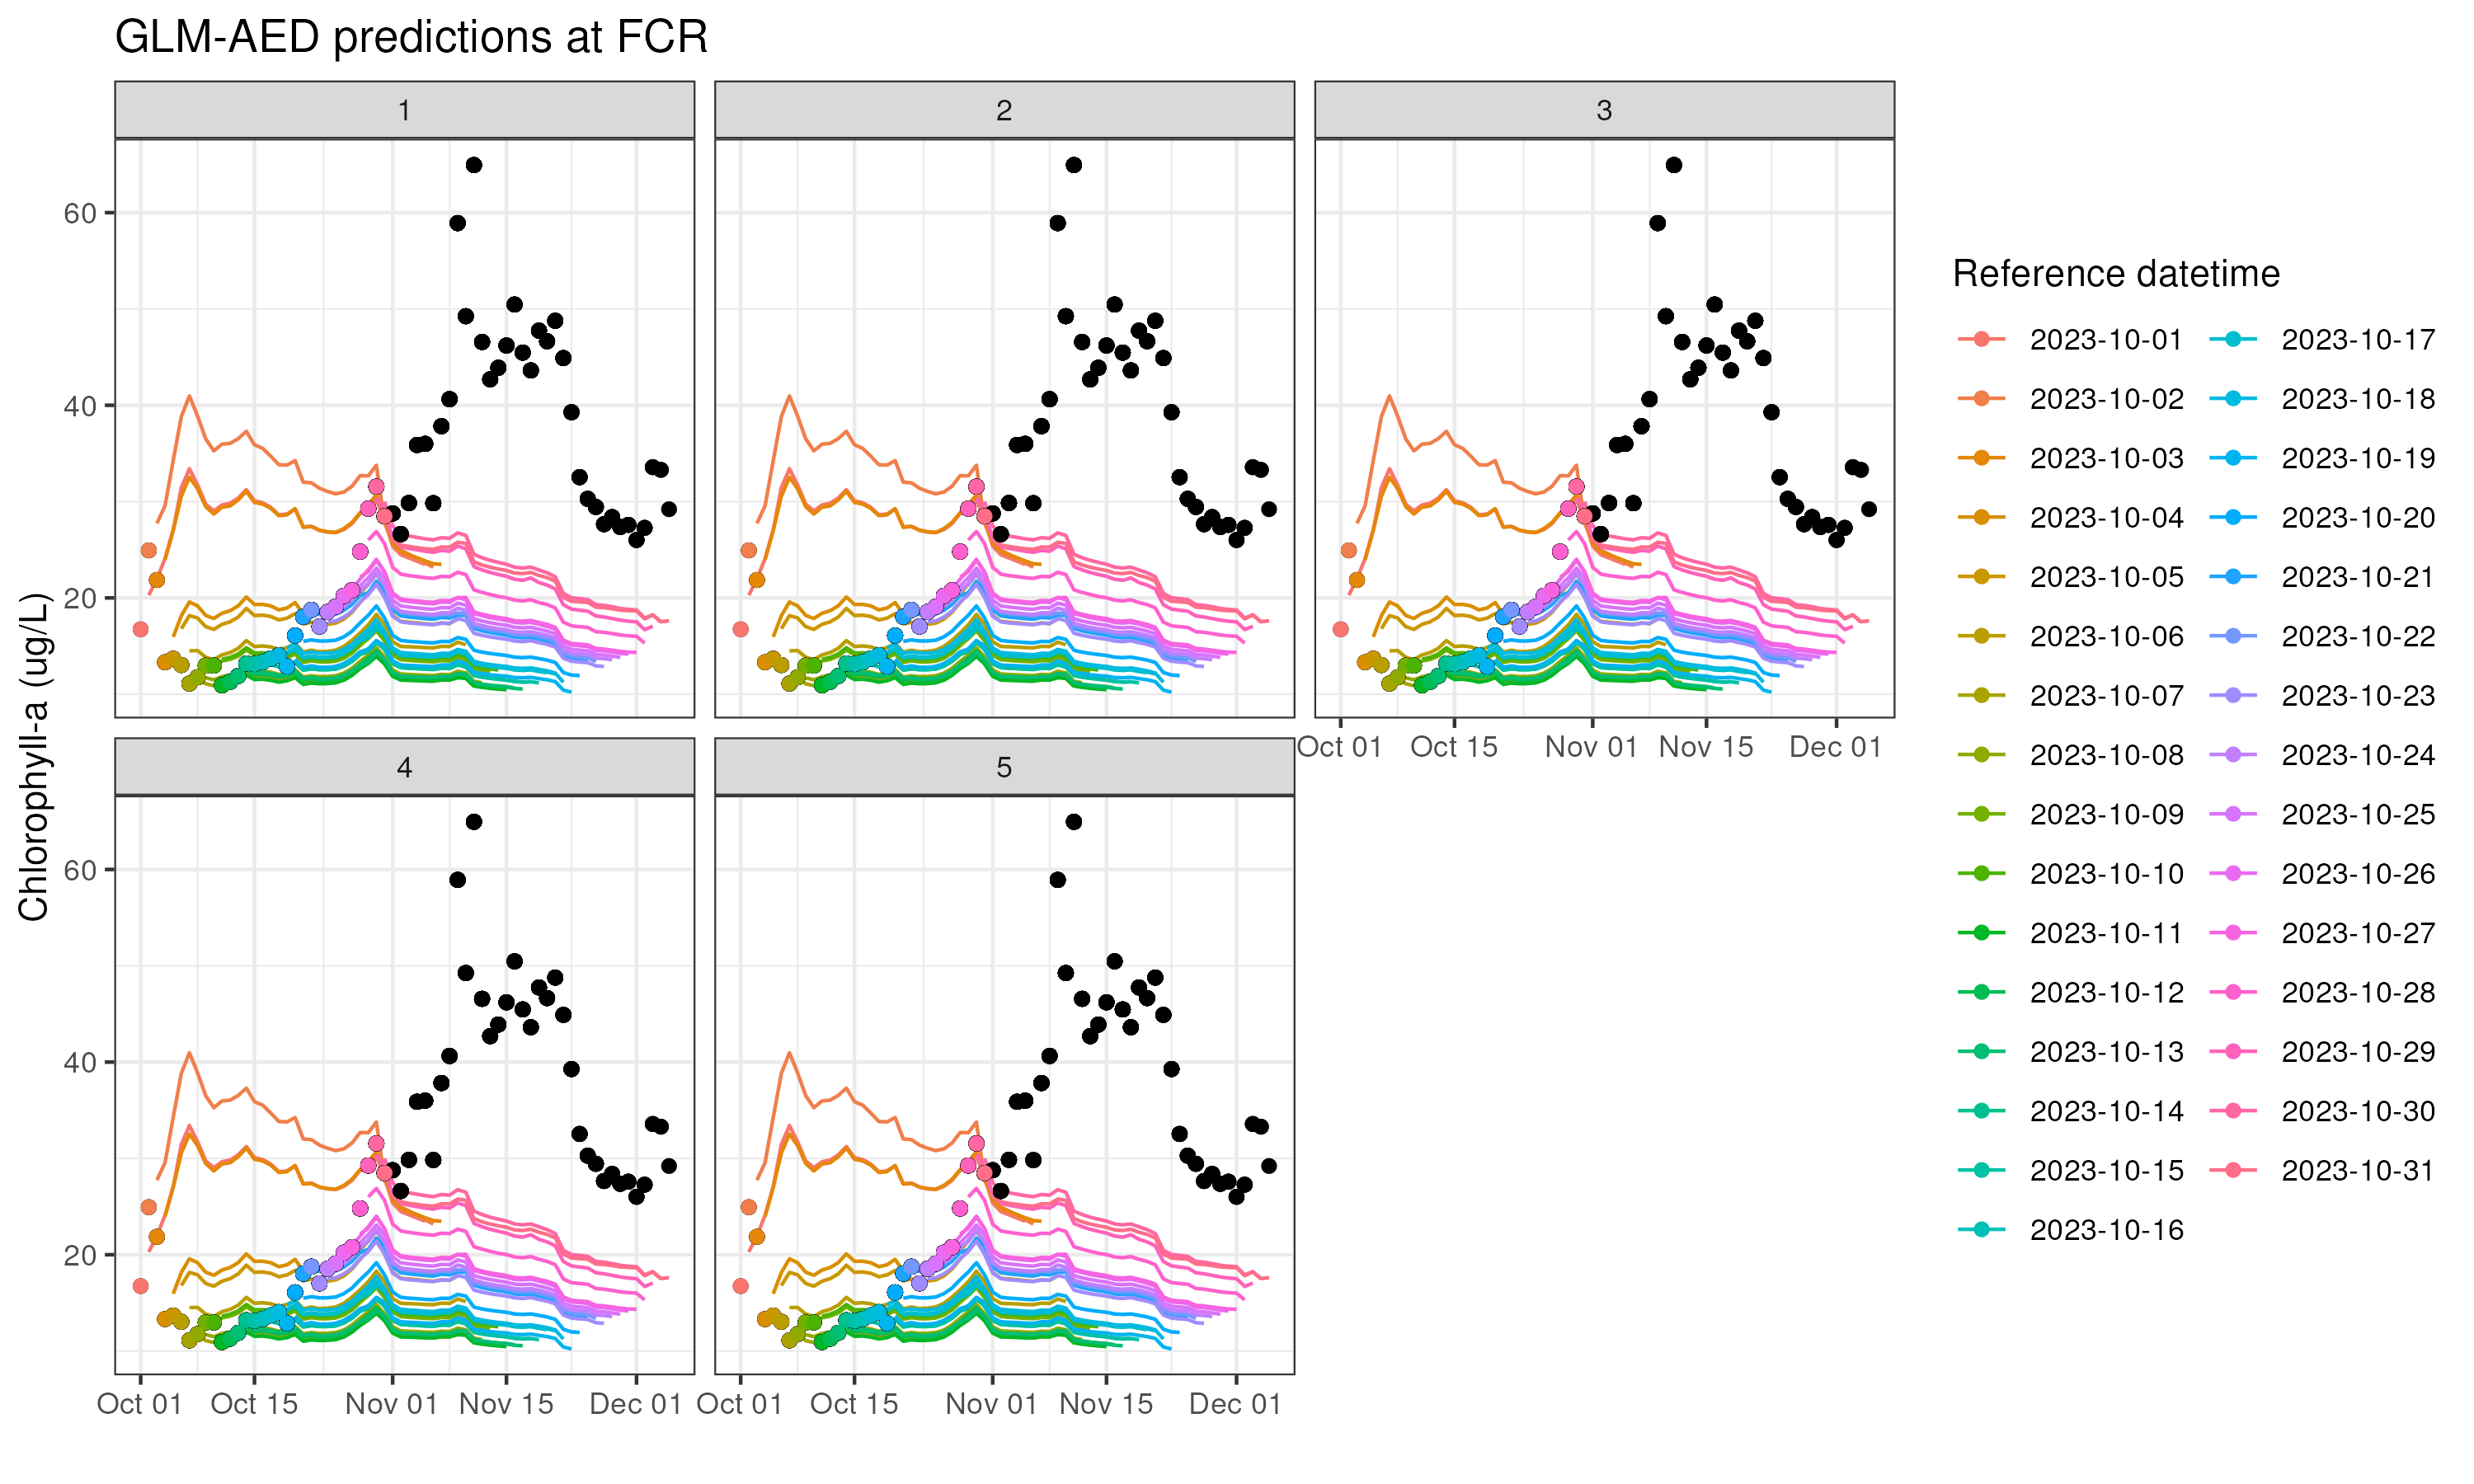 GLM-AED predictions at FCR
1
2
3
60
40
20
Chlorophyll-a (ug/L)
Oct 01
Oct 15
Nov 01
Nov 15
Dec 01
4
5
60
40
20
Oct 01
Oct 15
Nov 01
Nov 15
Dec 01
Oct 01
Oct 15
Nov 01
Nov 15
Dec 01
Reference datetime
2023-10-01
2023-10-02
2023-10-03
2023-10-04
2023-10-05
2023-10-06
2023-10-07
2023-10-08
2023-10-09
2023-10-10
2023-10-11
2023-10-12
2023-10-13
2023-10-14
2023-10-15
2023-10-16
2023-10-17
2023-10-18
2023-10-19
2023-10-20
2023-10-21
2023-10-22
2023-10-23
2023-10-24
2023-10-25
2023-10-26
2023-10-27
2023-10-28
2023-10-29
2023-10-30
2023-10-31